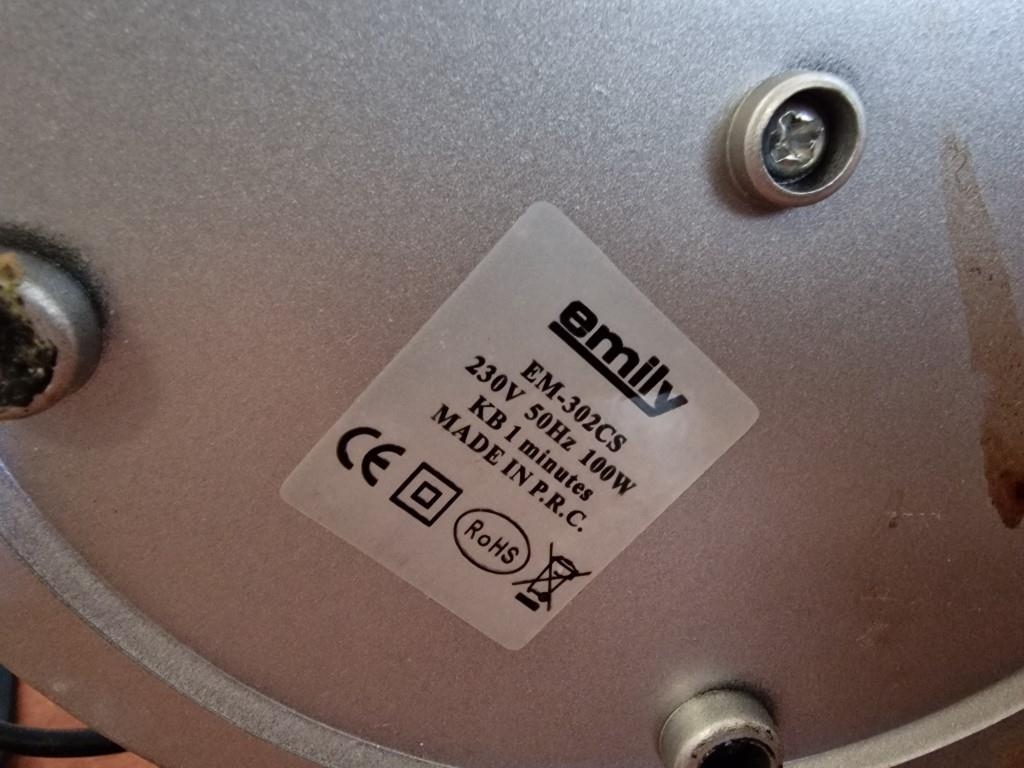 emily
EM-302CS
230V 50Hz 100W
KB 1 minutes
MADE IN P.R.C.
CE
RoHS